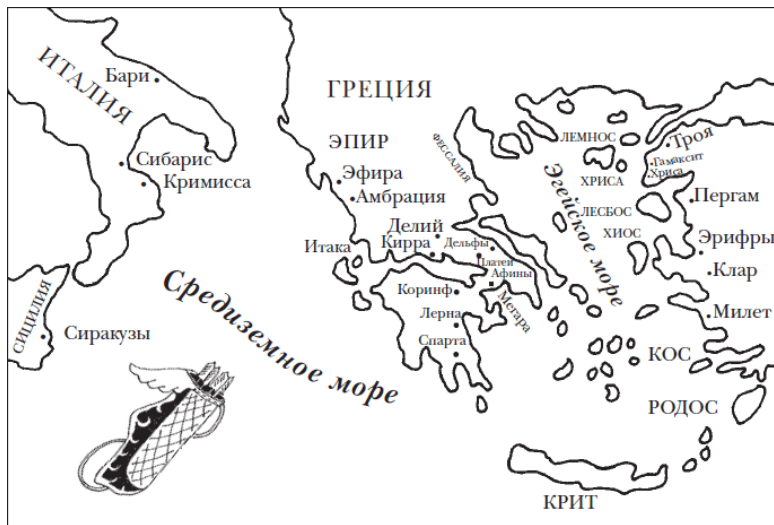 ИТАЛИЯ
Бари
Сибарис
Кримисса
СИЦИЛИЯ
Сиракузы
Средиземное море
ГРЕЦИЯ
ЭПИР
Эфира
Амбрация
ФЕССАЛИЯ
Итака
Делий
Кирра
Дельфы
Платеи
Афины
Коринф
Мегара
Лерна
Спарта
Эгейское море
ЛЕМНОС
Троя
Гамаксит
Хриса
ХРИСА
Пергам
ЛЕСБОС
ХИОС
Эрифры
Клар
Милет
КОС
РОДОС
КРИТ